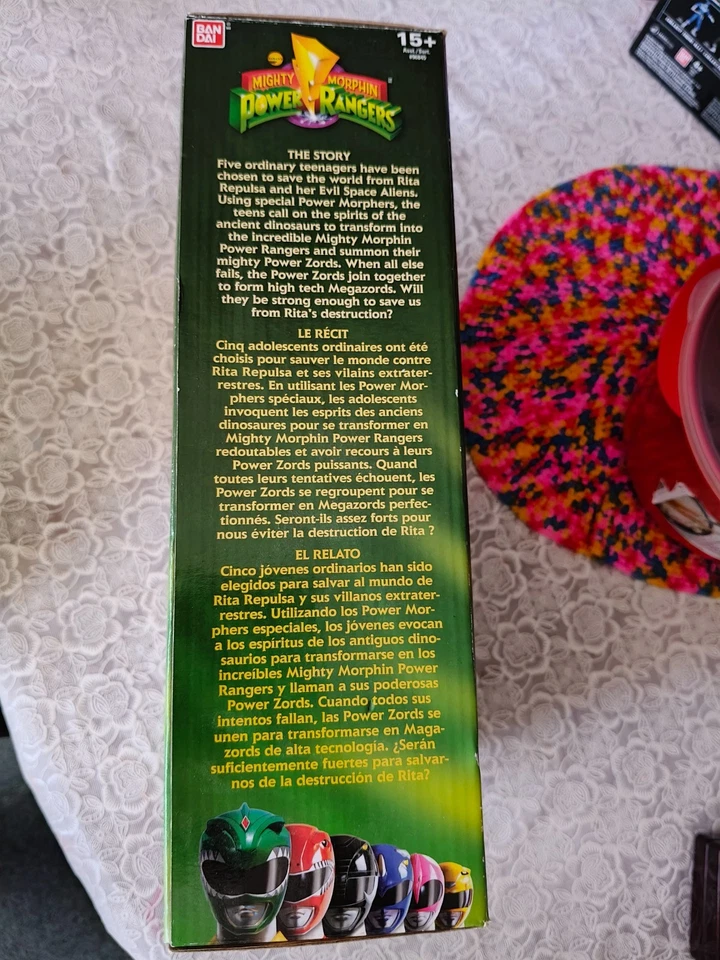 BAN
DAI
15+
Asst./Sort.
MIGHTY MORPHIN
POWER RANGERS
THE STORY
Five ordinary teenagers have been
chosen to save the world from Rita
Repulsa and her Evil Space Aliens.
Using special Power Morphers, the
teens call on the spirits of the
ancient dinosaurs to transform into
the incredible Mighty Morphin
Power Rangers and summon their
mighty Power Zords. When all else
fails, the Power Zords join together
to form high tech Megazords. Will
they be strong enough to save us
from Rita's destruction?
LE RÉCIT
Cinq adolescents ordinaires ont été
choisis pour sauver le monde contre
Rita Repulsa et ses vilains extrater-
restres. En utilisant les Power Mor-
phers spéciaux, les adolescents
invoquent les esprits des anciens
dinosaures pour se transformer en
Mighty Morphin Power Rangers
redoutables et avoir recours à leurs
Power Zords puissants. Quand
toutes leurs tentatives échouent, les
Power Zords se regroupent pour se
transformer en Megazords perfec-
tionnés. Seront-ils assez forts pour
nous éviter la destruction de Rita ?
EL RELATO
Cinco jóvenes ordinarios han sido
elegidos para salvar al mundo de
Rita Repulsa y sus villanos extrater-
restres. Utilizando los Power Mor-
phers especiales, los jóvenes evocan
a los espíritus de los antiguos dino-
saurios para transformarse en los
increíbles Mighty Morphin Power
Rangers y llaman a sus poderosas
Power Zords. Cuando todos sus
intentos fallan, las Power Zords se
unen para transformarse en Maga-
zords de alta tecnología. ¿Serán
suficientemente fuertes para salvar-
nos de la destrucción de Rita?